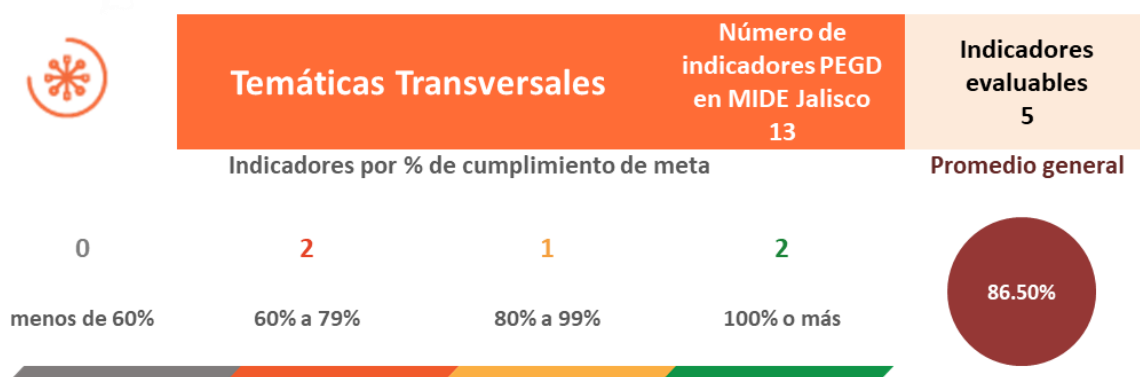 Temáticas Transversales
Número de
indicadores PEGD
en MIDE Jalisco
13
Indicadores
evaluables
5
Indicadores por % de cumplimiento de meta
Promedio general
0
2
1
2
menos de 60%
60% a 79%
80% a 99%
100% o más
86.50%